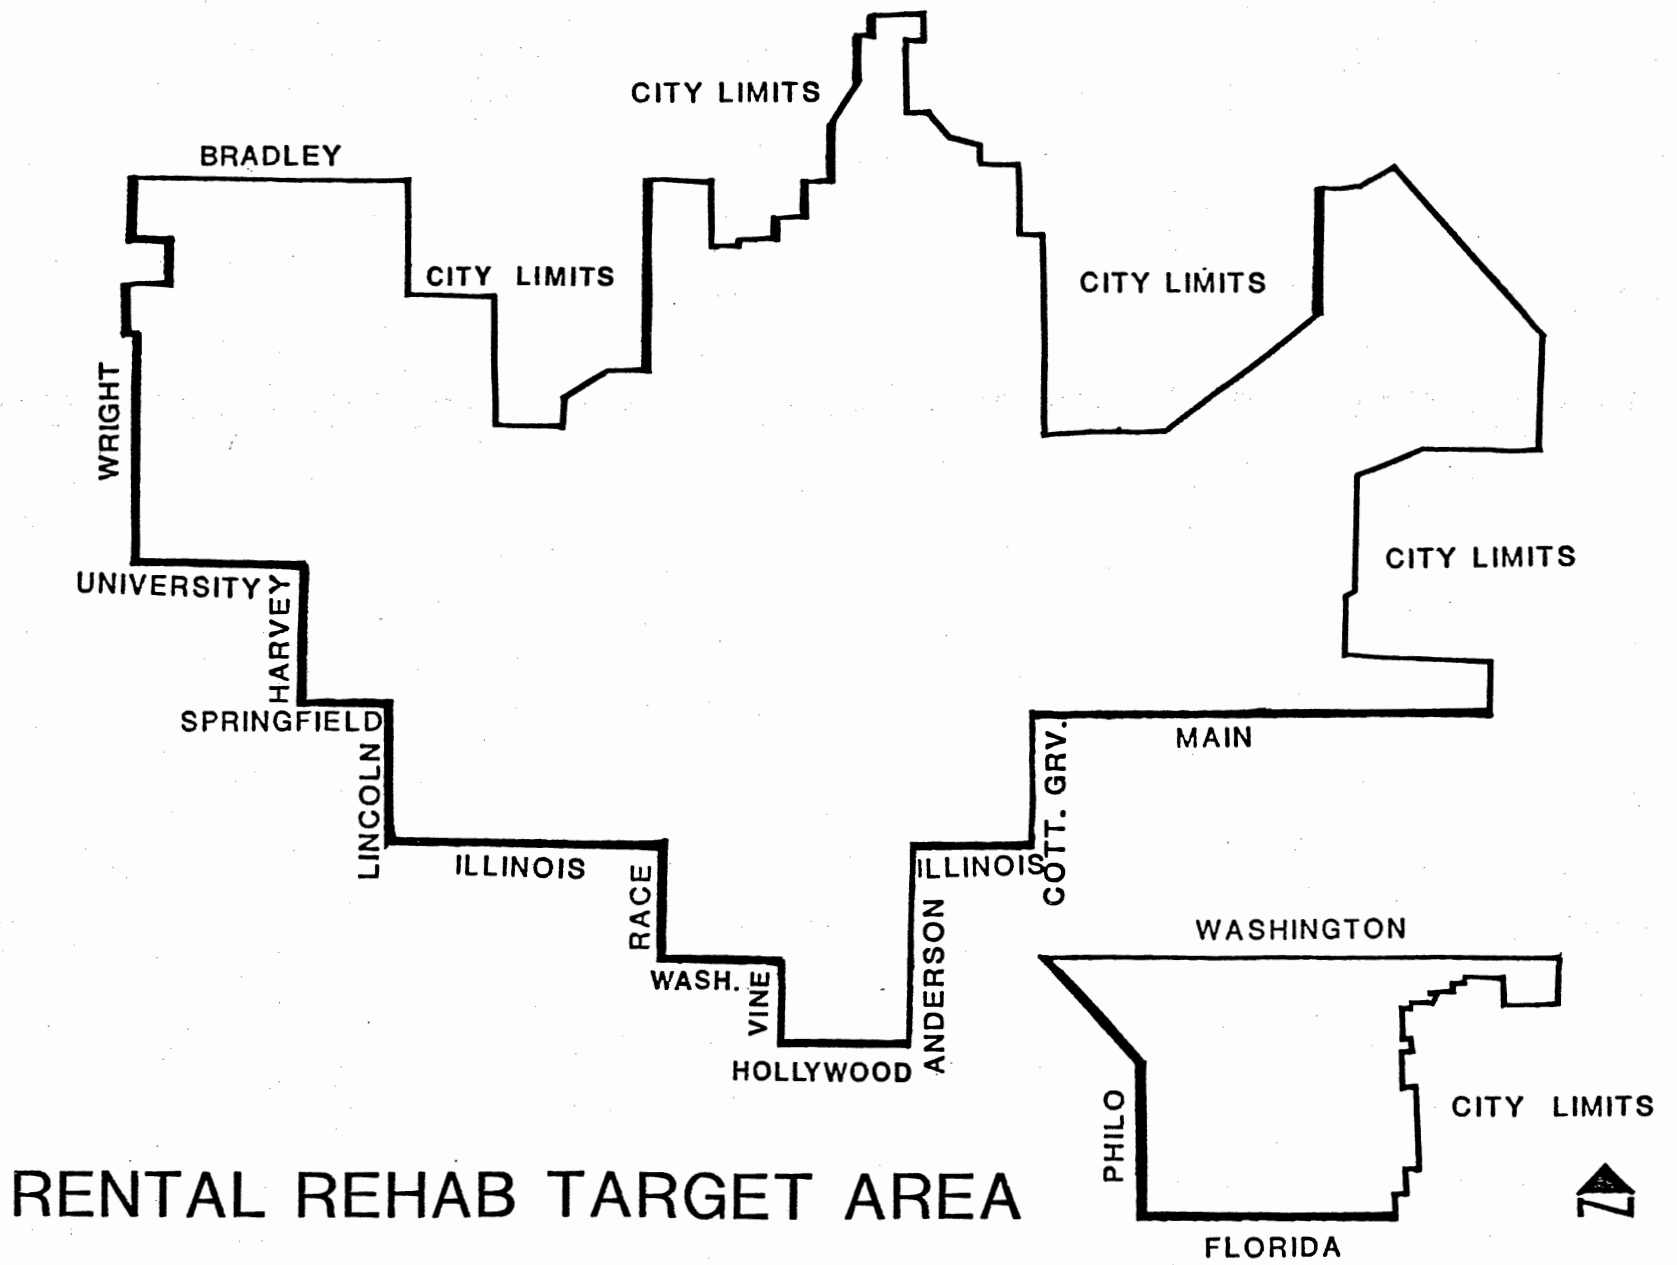 CITY LIMITS
BRADLEY
CITY LIMITS
CITY LIMITS
WRIGHT
CITY LIMITS
UNIVERSITY
HARVEY
SPRINGFIELD
MAIN
LINCOLN
COTT. GRV.
ILLINOIS
ILLINOIS
RACE
ANDERSON
WASHINGTON
WASH.
VINE
HOLLYWOOD
PHILO
CITY LIMITS
RENTAL REHAB TARGET AREA
N
FLORIDA